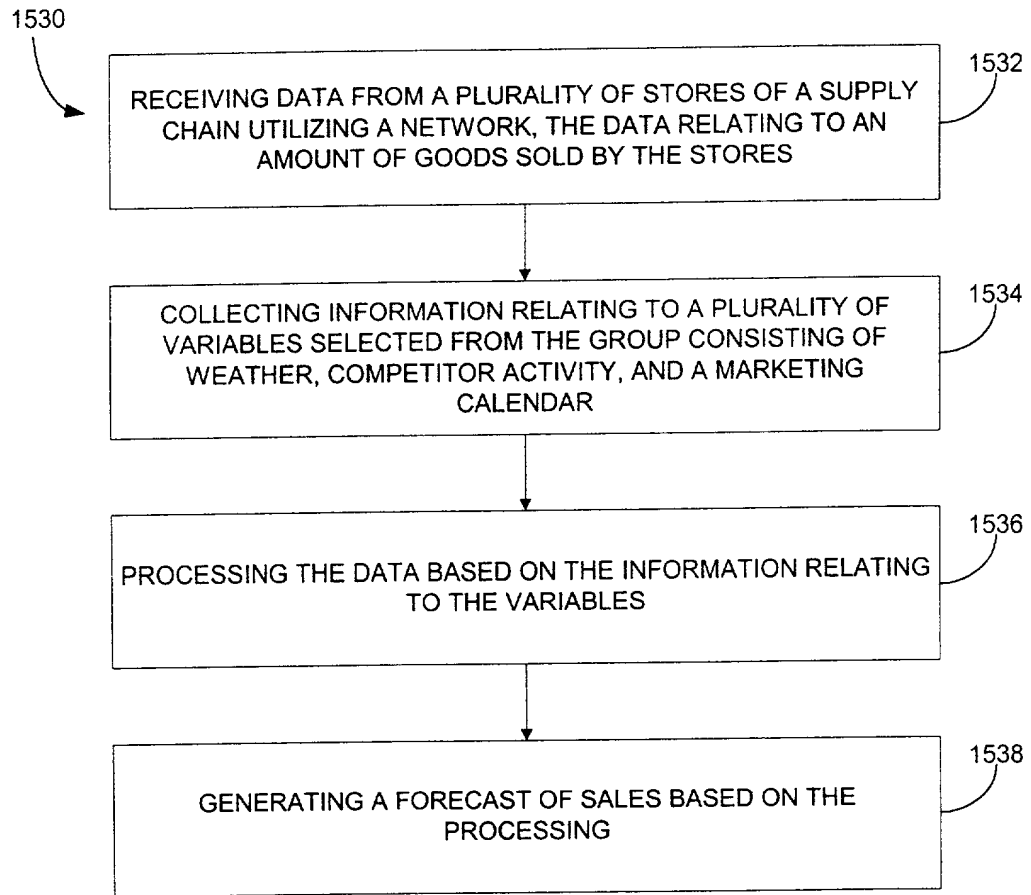 1530
1532
RECEIVING DATA FROM A PLURALITY OF STORES OF A SUPPLY
CHAIN UTILIZING A NETWORK, THE DATA RELATING TO AN
AMOUNT OF GOODS SOLD BY THE STORES
1534
COLLECTING INFORMATION RELATING TO A PLURALITY OF
VARIABLES SELECTED FROM THE GROUP CONSISTING OF
WEATHER, COMPETITOR ACTIVITY, AND A MARKETING
CALENDAR
1536
PROCESSING THE DATA BASED ON THE INFORMATION RELATING
TO THE VARIABLES
1538
GENERATING A FORECAST OF SALES BASED ON THE
PROCESSING